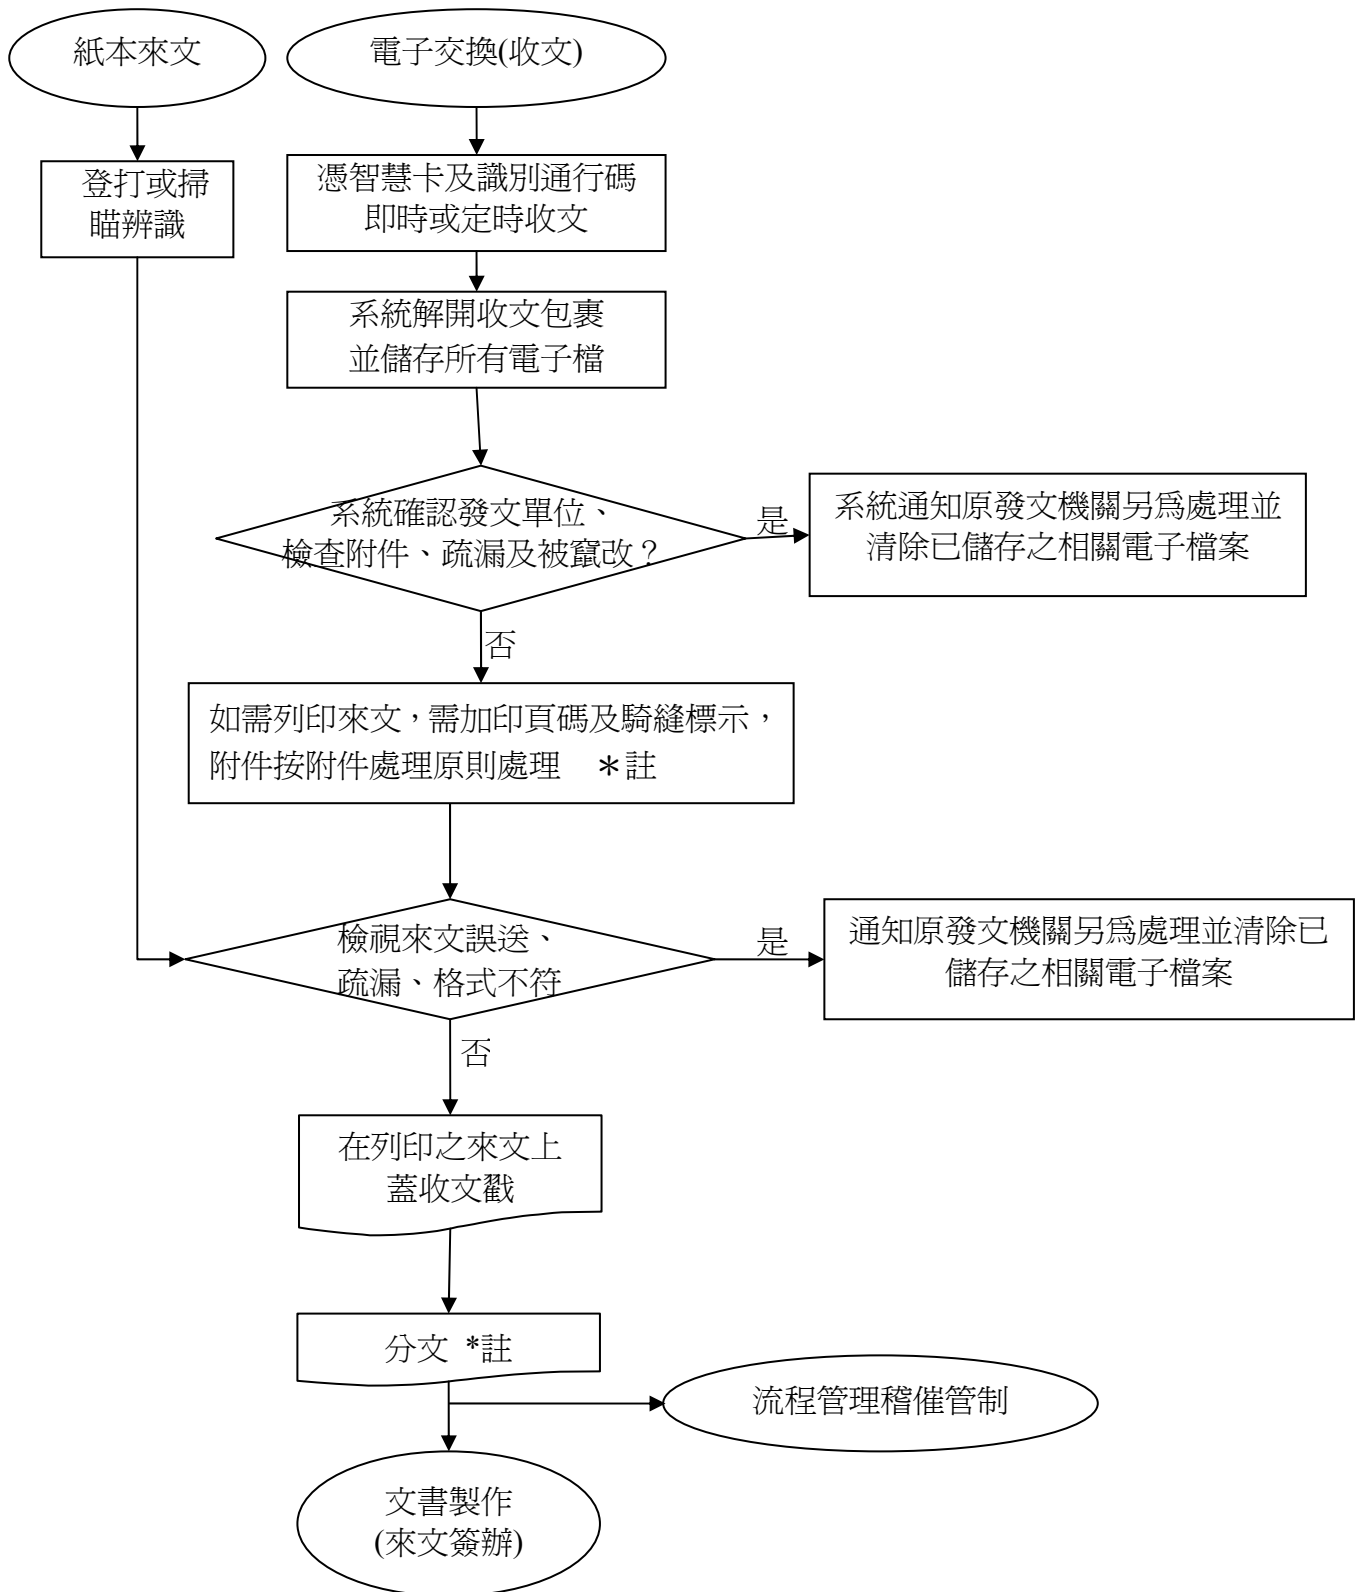 紙本來文
電子交換(收文)
登打或掃
瞄辨識
憑智慧卡及識別通行碼
即時或定時收文
系統解開收文包裹
並儲存所有電子檔
系統確認發文單位、
檢查附件、疏漏及被竄改？
是
系統通知原發文機關另為處理並
清除已儲存之相關電子檔案
否
如需列印來文，需加印頁碼及騎縫標示，
附件按附件處理原則處理　＊註
檢視來文誤送、
疏漏、格式不符
是
通知原發文機關另為處理並清除已
儲存之相關電子檔案
否
在列印之來文上
蓋收文戳
分文 *註
流程管理稽催管制
文書製作
(來文簽辦)